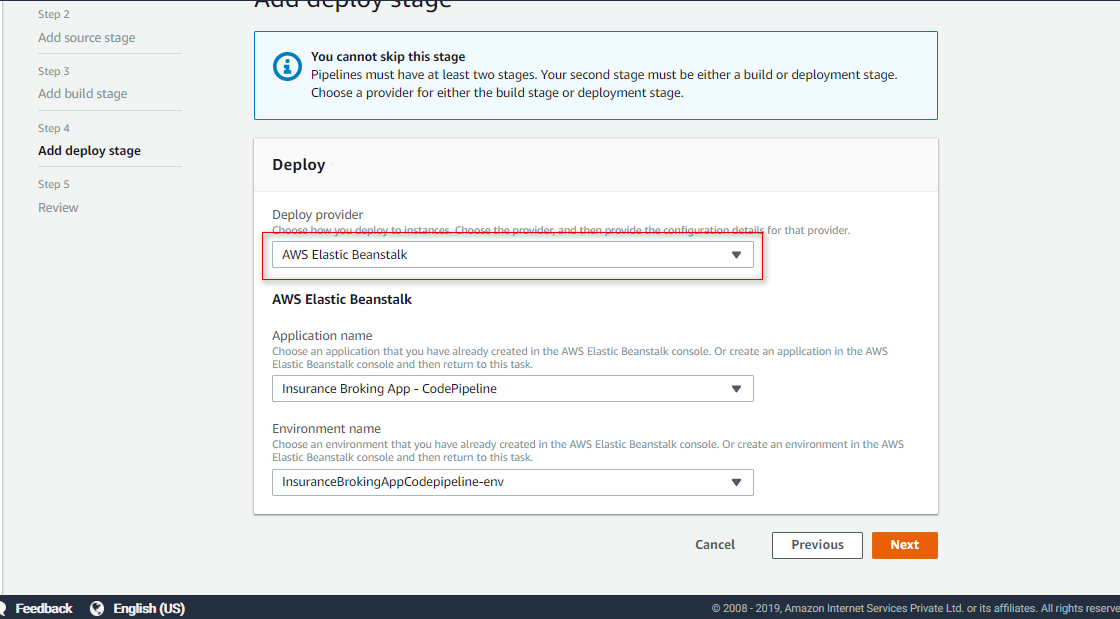 Add deploy stage
Step 2
Add source stage
Step 3
Add build stage
Step 4
Add deploy stage
Step 5
Review
You cannot skip this stage
Pipelines must have at least two stages. Your second stage must be either a build or deployment stage.
Choose a provider for either the build stage or deployment stage.
Deploy
Deploy provider
Choose how you deploy to instances. Choose the provider, and then provide the configuration details for that provider.
AWS Elastic Beanstalk
AWS Elastic Beanstalk
Application name
Choose an application that you have already created in the AWS Elastic Beanstalk console. Or create an application in the AWS
Elastic Beanstalk console and then return to this task.
Insurance Broking App - CodePipeline
Environment name
Choose an environment that you have already created in the AWS Elastic Beanstalk console. Or create an environment in the AWS
Elastic Beanstalk console and then return to this task.
InsuranceBrokingAppCodepipeline-env
Cancel
Previous
Next
Feedback
English (US)
© 2008 - 2019, Amazon Internet Services Private Ltd. or its affiliates. All rights reserve